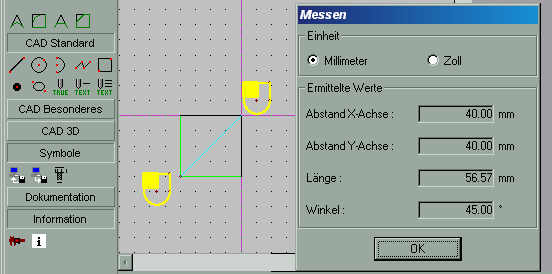 CAD Standard
TRUE TEXT TEXT
CAD Besonderes
CAD 3D
Symbole
Dokumentation
Information
Messen
Einheit
Millimeter
Zoll
Ermittelte Werte
Abstand X-Achse : 40.00 mm
Abstand Y-Achse : 40.00 mm
Länge : 56.57 mm
Winkel : 45.00 °
OK